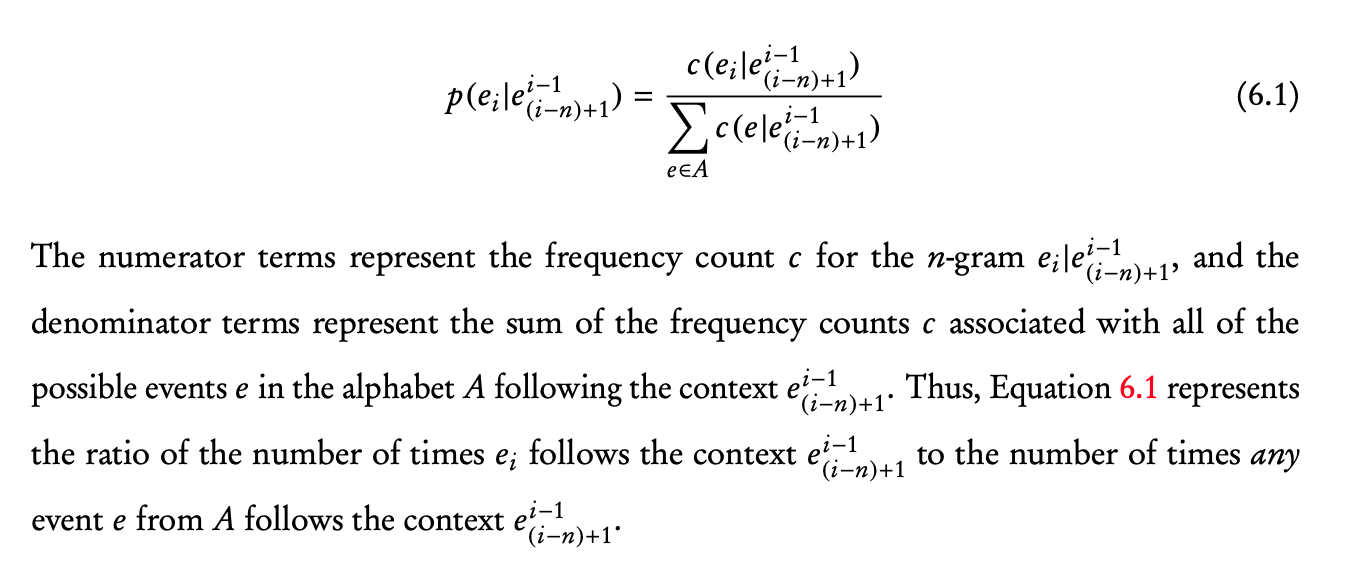 p(e_i|e_{(i−n)+1}^{i−1}) = \frac{c(e_i|e_{(i−n)+1}^{i−1})}{\sum_{e∈A} c(e|e_{(i−n)+1}^{i−1})} (6.1)
The numerator terms represent the frequency count c for the n-gram e_i|e_{(i−n)+1}^{i−1}, and the
denominator terms represent the sum of the frequency counts c associated with all of the
possible events e in the alphabet A following the context e_{(i−n)+1}^{i−1}. Thus, Equation 6.1 represents
the ratio of the number of times e_i follows the context e_{(i−n)+1}^{i−1} to the number of times any
event e from A follows the context e_{(i−n)+1}^{i−1}.